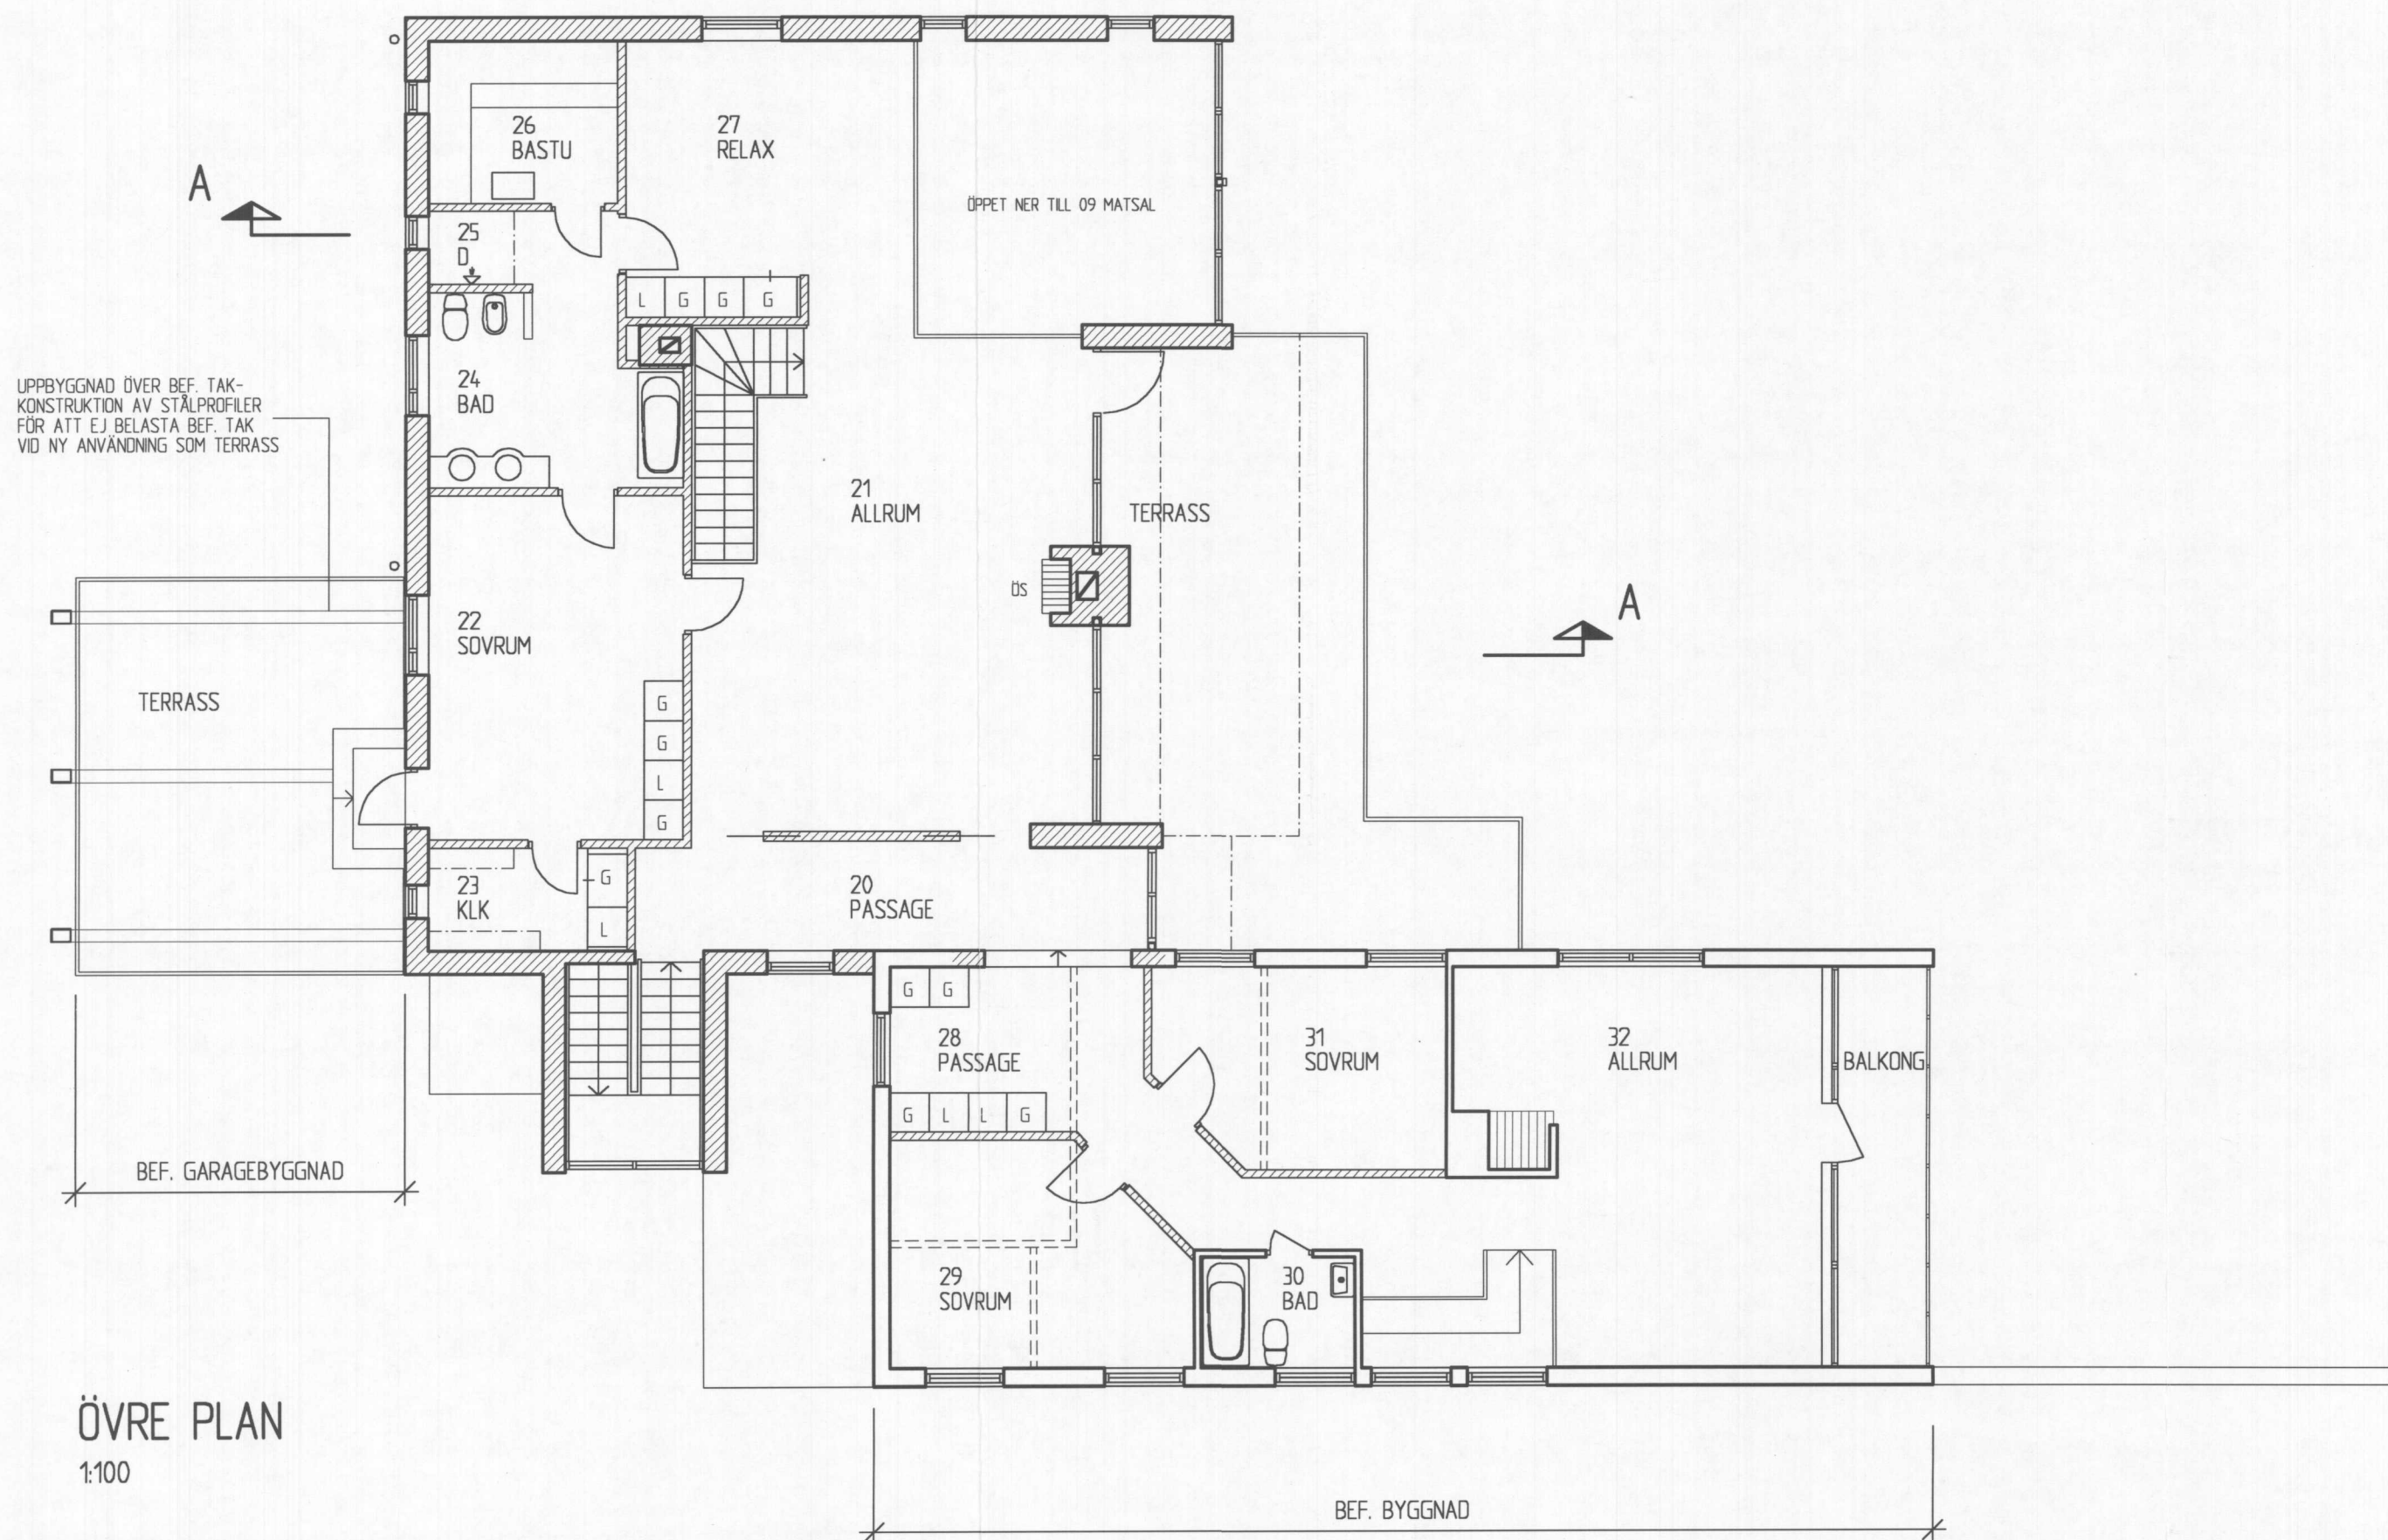 26
BASTU
27
RELAX
A
ÖPPET NER TILL 09 MATSAL
25
D
L G G G
UPPBYGGNAD ÖVER BEF. TAK-
KONSTRUKTION AV STÅLPROFILER
FÖR ATT EJ BELASTA BEF. TAK
VID NY ANVÄNDNING SOM TERRASS
24
BAD
21
ALLRUM
TERRASS
ÖS
A
22
SOVRUM
TERRASS
G
G
L
G
23
KLK
G
L
20
PASSAGE
G G
28
PASSAGE
31
SOVRUM
32
ALLRUM
BALKONG
G L L G
BEF. GARAGEBYGGNAD
29
SOVRUM
30
BAD
ÖVRE PLAN
1:100
BEF. BYGGNAD